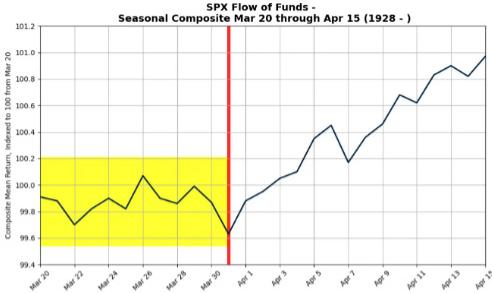 SPX Flow of Funds -
Seasonal Composite Mar 20 through Apr 15 (1928 - )
Composite Mean Return, Indexed to 100 from Mar 20
101.2
101.0
100.8
100.6
100.4
100.2
100.0
99.8
99.6
99.4
Mar 20
Mar 22
Mar 24
Mar 26
Mar 28
Mar 30
Apr 1
Apr 3
Apr 5
Apr 7
Apr 9
Apr 11
Apr 13